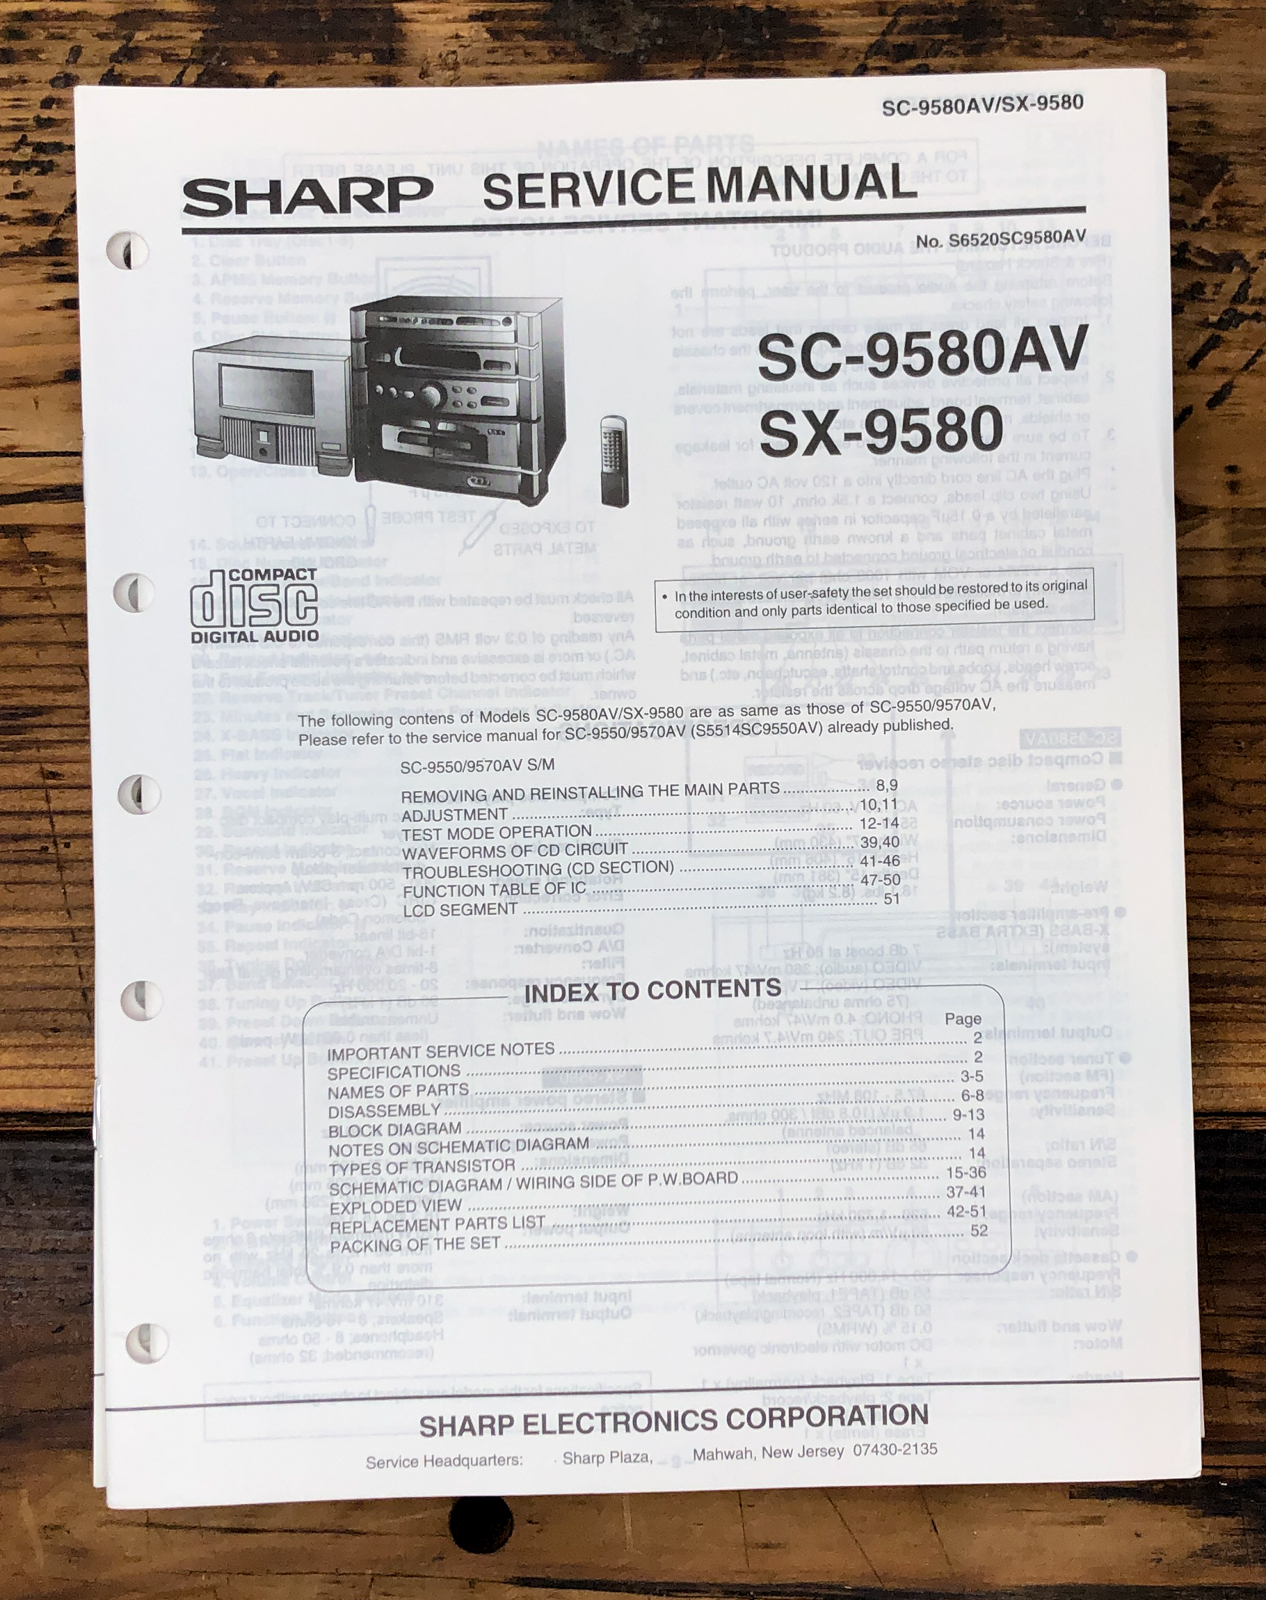 SC-9580AV/SX-9580
SHARP SERVICE MANUAL
No. S6520SC9580AV
SC-9580AV
SX-9580
COMPACT
disc
DIGITAL AUDIO
• In the interests of user-safety the set should be restored to its original
condition and only parts identical to those specified be used.
The following contens of Models SC-9580AV/SX-9580 are as same as those of SC-9550/9570AV,
Please refer to the service manual for SC-9550/9570AV (S5514SC9550AV) already published.
SC-9550/9570AV S/M
REMOVING AND REINSTALLING THE MAIN PARTS .................... 8,9
ADJUSTMENT .................... 10,11
TEST MODE OPERATION .................... 12-14
WAVEFORMS OF CD CIRCUIT .................... 39,40
TROUBLESHOOTING (CD SECTION) .................... 41-46
FUNCTION TABLE OF IC .................... 47-50
LCD SEGMENT .................... 51
INDEX TO CONTENTS
Page
IMPORTANT SERVICE NOTES .................... 2
SPECIFICATIONS .................... 2
NAMES OF PARTS .................... 3-5
DISASSEMBLY .................... 6-8
BLOCK DIAGRAM .................... 9-13
NOTES ON SCHEMATIC DIAGRAM .................... 14
TYPES OF TRANSISTOR .................... 14
SCHEMATIC DIAGRAM / WIRING SIDE OF P.W.BOARD .................... 15-36
EXPLODED VIEW .................... 37-41
REPLACEMENT PARTS LIST .................... 42-51
PACKING OF THE SET .................... 52
SHARP ELECTRONICS CORPORATION
Service Headquarters: Sharp Plaza, Mahwah, New Jersey 07430-2135